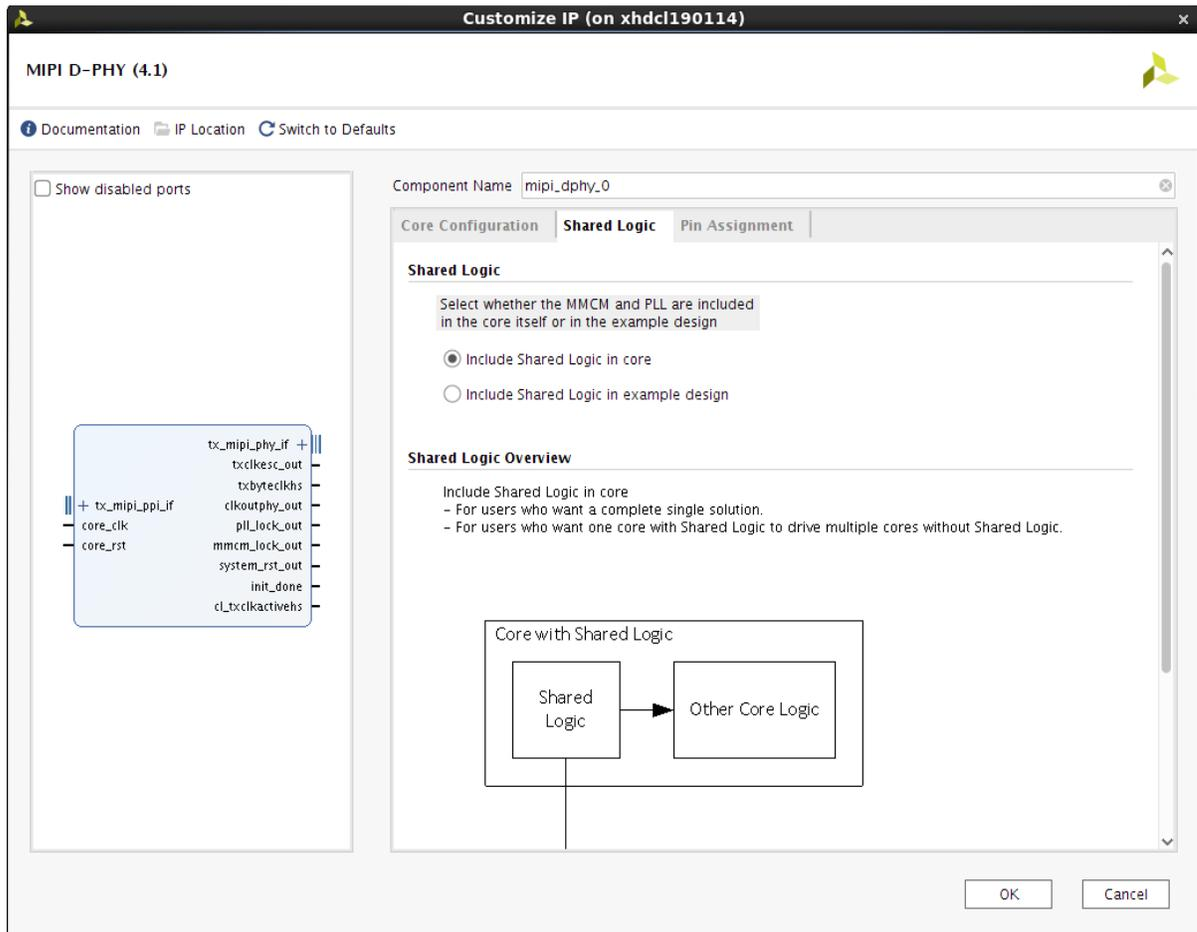 Customize IP (on xhdcl190114)
MIPI D-PHY (4.1)
Documentation IP Location Switch to Defaults
Show disabled ports
tx_mipi_phy_if
txclkesc_out
txbyteclkhs
tx_mipi_ppi_if clkoutphy_out
core_clk pll_lock_out
core_rst mmcm_lock_out
system_rst_out
init_done
cl_txclkactivehs
Component Name mipi_dphy_0
Core Configuration Shared Logic Pin Assignment
Shared Logic
Select whether the MMCM and PLL are included
in the core itself or in the example design
Include Shared Logic in core
Include Shared Logic in example design
Shared Logic Overview
Include Shared Logic in core
- For users who want a complete single solution.
- For users who want one core with Shared Logic to drive multiple cores without Shared Logic.
Core with Shared Logic
Shared
Logic
Other Core Logic
OK Cancel